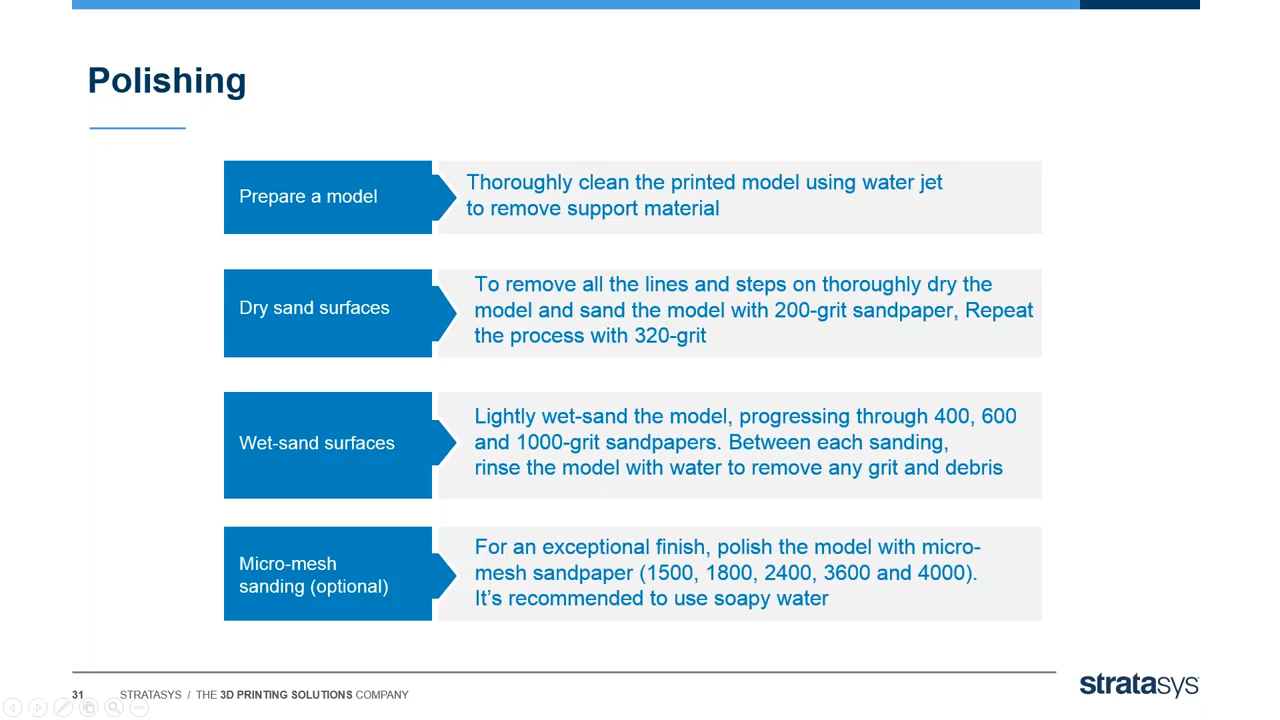 Polishing
Prepare a model
Thoroughly clean the printed model using water jet
to remove support material
Dry sand surfaces
To remove all the lines and steps on thoroughly dry the
model and sand the model with 200-grit sandpaper, Repeat
the process with 320-grit
Wet-sand surfaces
Lightly wet-sand the model, progressing through 400, 600
and 1000-grit sandpapers. Between each sanding,
rinse the model with water to remove any grit and debris
Micro-mesh
sanding (optional)
For an exceptional finish, polish the model with micro-
mesh sandpaper (1500, 1800, 2400, 3600 and 4000).
It’s recommended to use soapy water
31 STRATASYS / THE 3D PRINTING SOLUTIONS COMPANY
stratasys